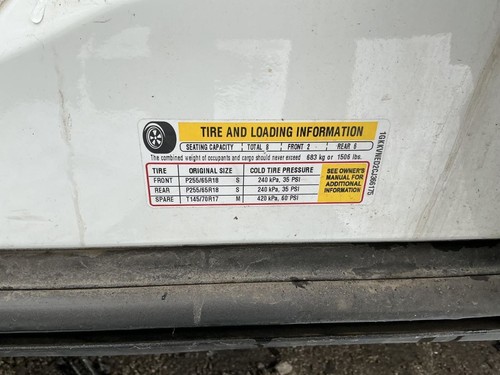 TIRE AND LOADING INFORMATION
SEATING CAPACITY TOTAL 8 FRONT 2 REAR 6
The combined weight of occupants and cargo should never exceed 683 kg or 1506 lbs.
TIRE ORIGINAL SIZE COLD TIRE PRESSURE
FRONT P255/65R18 S 240 kPa, 35 PSI
REAR P255/65R18 S 240 kPa, 35 PSI
SPARE T145/70R17 M 420 kPa, 60 PSI
SEE OWNER'S
MANUAL FOR
ADDITIONAL
INFORMATION